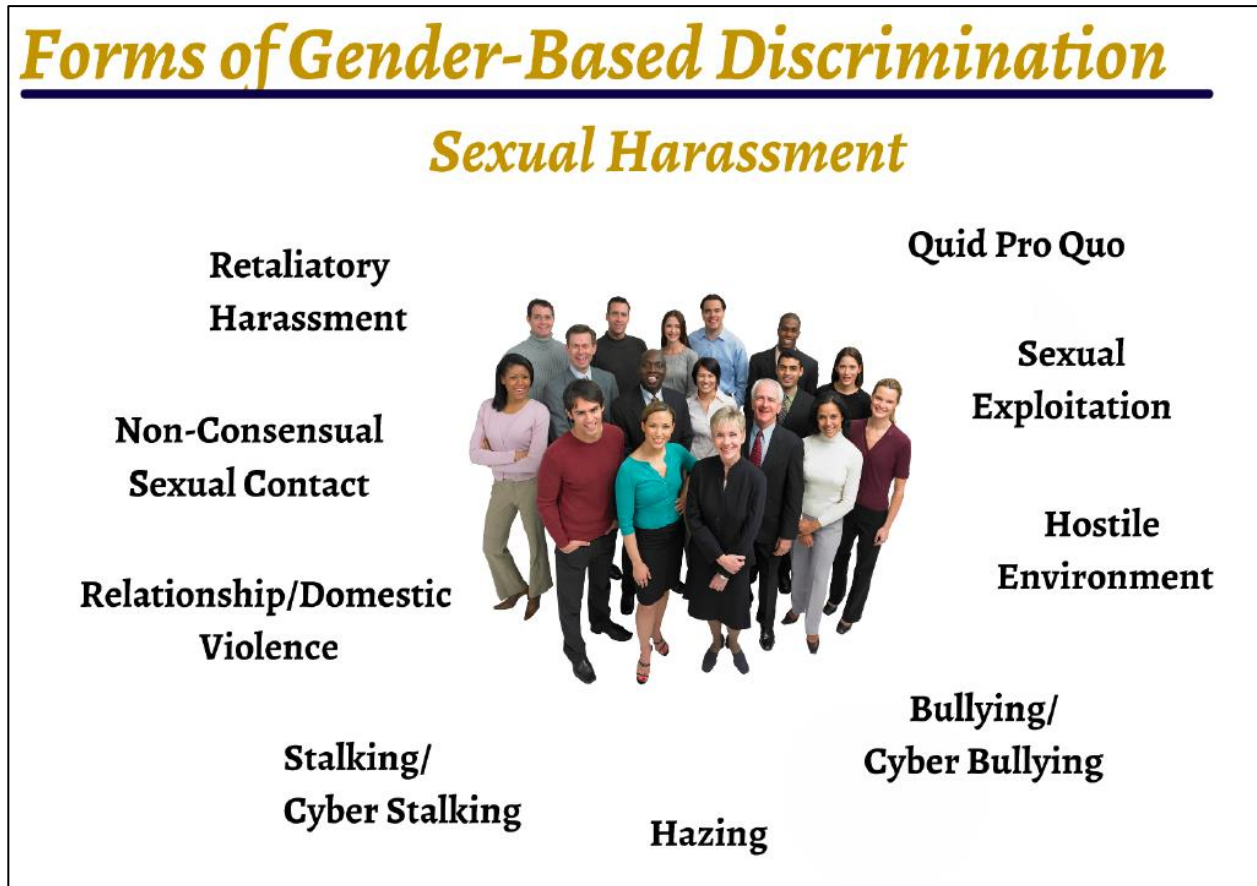 Forms of Gender-Based Discrimination
Sexual Harassment
Retaliatory
Harassment
Quid Pro Quo
Sexual
Exploitation
Non-Consensual
Sexual Contact
Hostile
Environment
Relationship/Domestic
Violence
Bullying/
Cyber Bullying
Stalking/
Cyber Stalking
Hazing